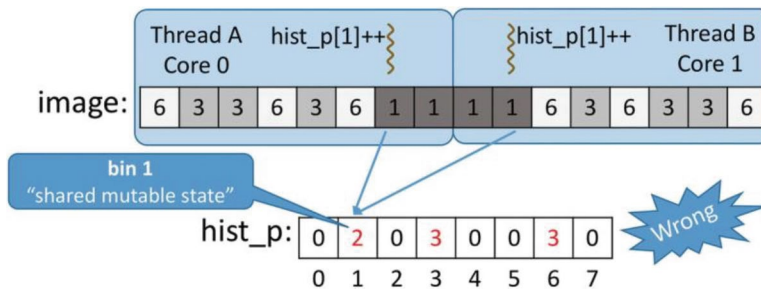 Thread A hist_p[1]++ hist_p[1]++ Thread B
Core 0 Core 1
image: 6 3 3 6 3 6 1 1 1 1 6 3 6 3 3 6
bin 1
“shared mutable state”
hist_p: 0 2 0 3 0 0 3 0
Wrong
0 1 2 3 4 5 6 7